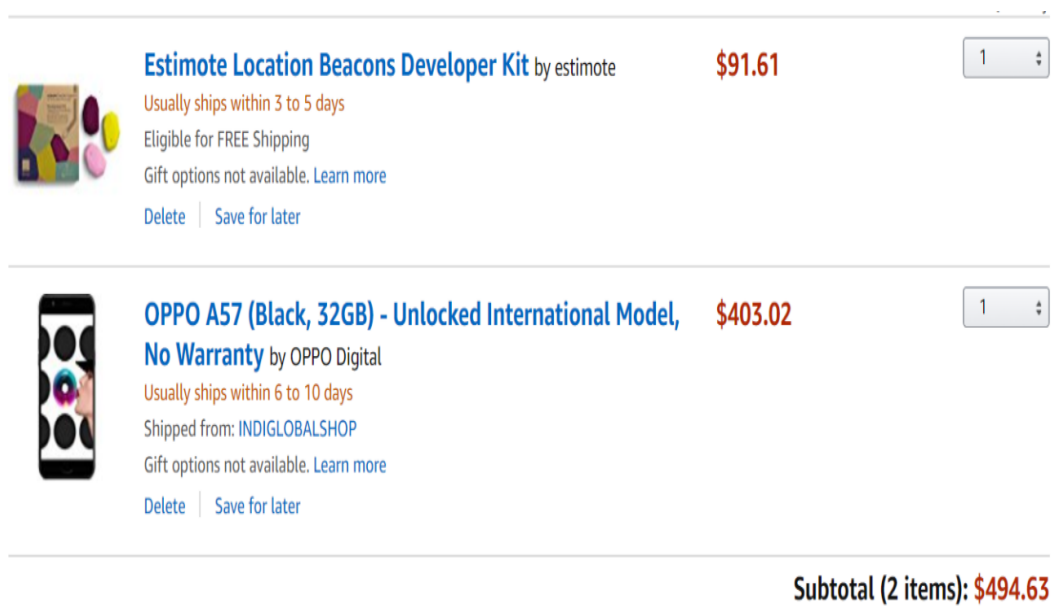 Estimote Location Beacons Developer Kit by estimote $91.61 1
Usually ships within 3 to 5 days
Eligible for FREE Shipping
Gift options not available. Learn more
Delete Save for later
OPPO A57 (Black, 32GB) - Unlocked International Model, $403.02 1
No Warranty by OPPO Digital
Usually ships within 6 to 10 days
Shipped from: INDIGLOBALSHOP
Gift options not available. Learn more
Delete Save for later
Subtotal (2 items): $494.63